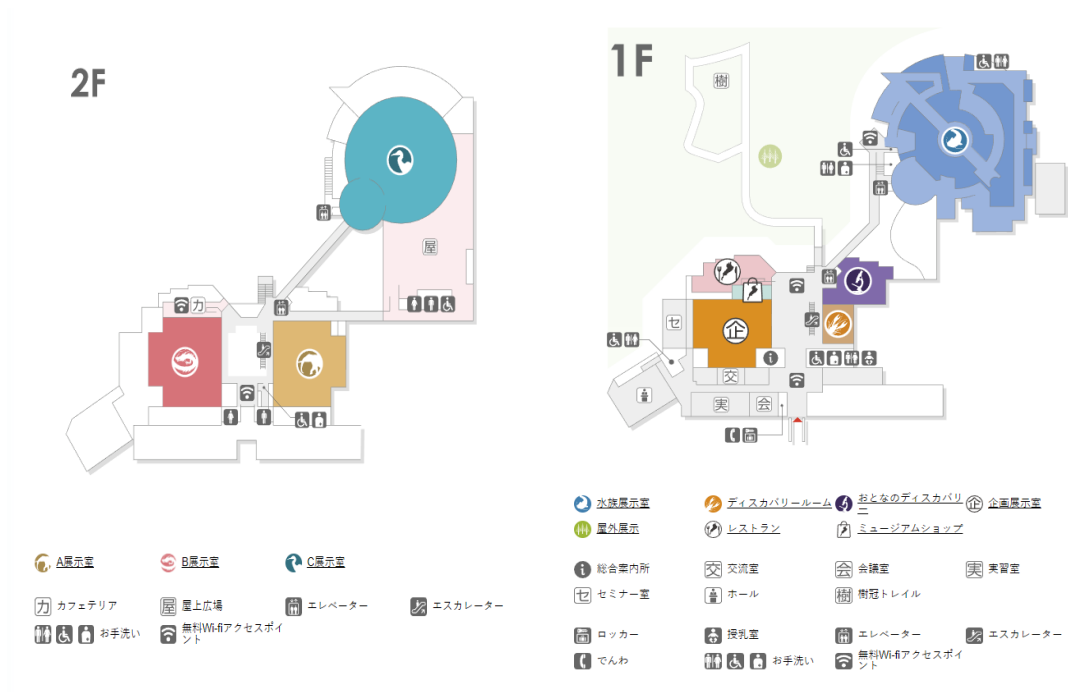 2F
屋
カ
A展示室
B展示室
C展示室
カ カフェテリア
屋 屋上広場
エレベーター
エスカレーター
お手洗い
無料Wi-fiアクセスポイ
ント
1F
樹
セ
企
i
交
実
会
水族展示室
ディスカバリールーム
おとなのディスカバリ
ー
企 企画展示室
屋外展示
レストラン
ミュージアムショップ
i 総合案内所
交 交流室
会 会議室
実 実習室
セ セミナー室
ホール
樹 樹冠トレイル
ロッカー
授乳室
エレベーター
エスカレーター
でんわ
お手洗い
無料Wi-fiアクセスポイ
ント